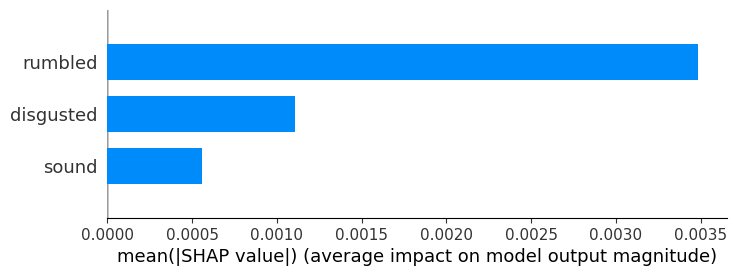 rumbled
disgusted
sound
0.0000 0.0005 0.0010 0.0015 0.0020 0.0025 0.0030 0.0035
mean(|SHAP value|) (average impact on model output magnitude)